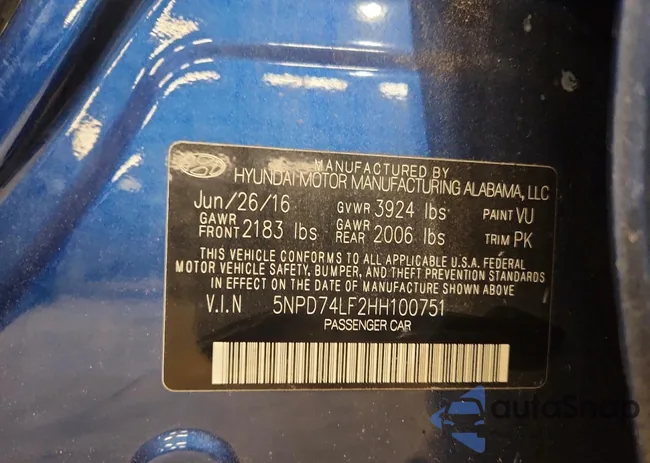 MANUFACTURED BY
HYUNDAI MOTOR MANUFACTURING ALABAMA, LLC
Jun/26/16 GVWR 3924 lbs PAINT VU
GAWR FRONT 2183 lbs GAWR REAR 2006 lbs TRIM PK
THIS VEHICLE CONFORMS TO ALL APPLICABLE U.S.A. FEDERAL
MOTOR VEHICLE SAFETY, BUMPER, AND THEFT PREVENTION STANDARDS
IN EFFECT ON THE DATE OF MANUFACTURE SHOWN ABOVE
V.I.N 5NPD74LF2HH100751
PASSENGER CAR
autaSnap